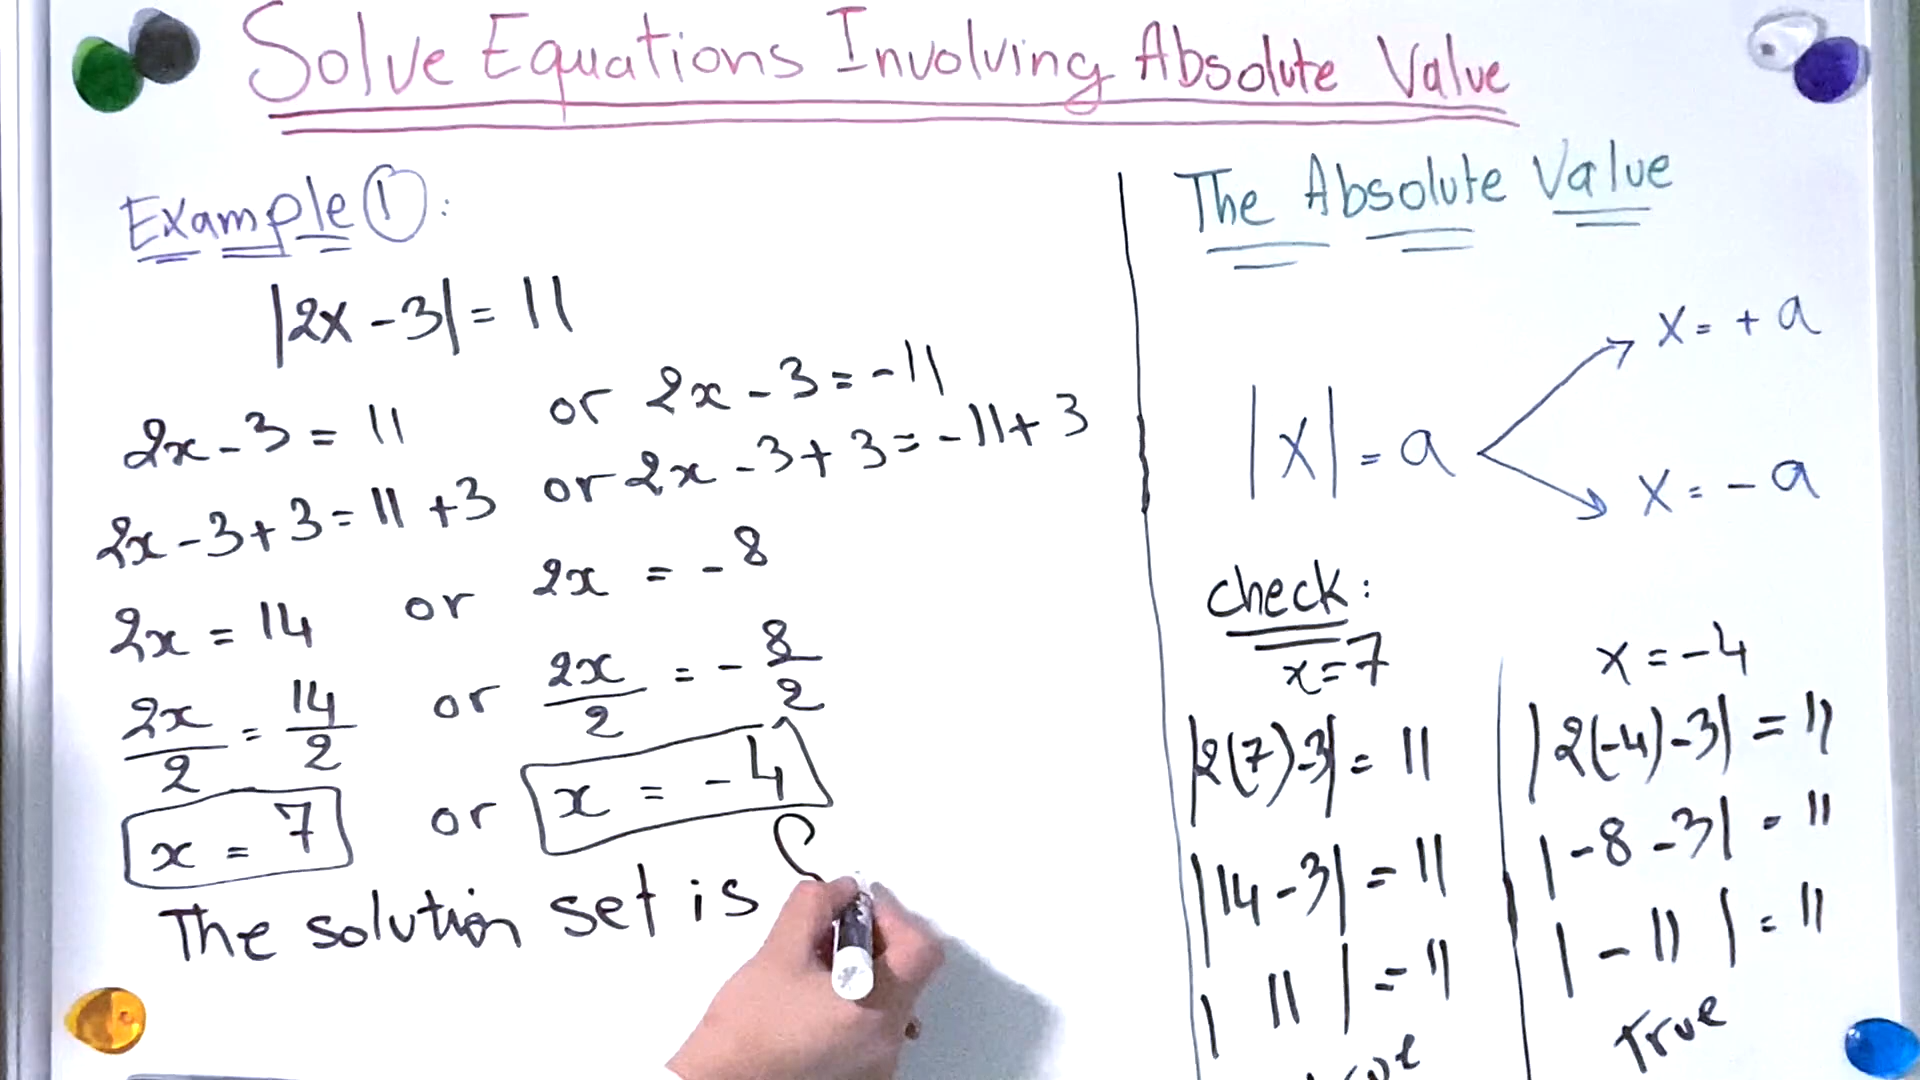 Solve Equations Involving Absolute Value
Example ①:
|2x - 3| = 11
2x - 3 = 11 or 2x - 3 = -11
2x - 3 + 3 = 11 + 3 or 2x - 3 + 3 = -11 + 3
2x = 14 or 2x = -8
2x/2 = 14/2 or 2x/2 = -8/2
x = 7 or x = -4
The solution set is
The Absolute Value
|X| = a
X = + a
X = - a
check:
x = 7
|2(7)-3| = 11
|14 - 3| = 11
| 11 | = 11
x = -4
|2(-4)-3| = 11
|-8 - 3| = 11
|- 11 | = 11
True